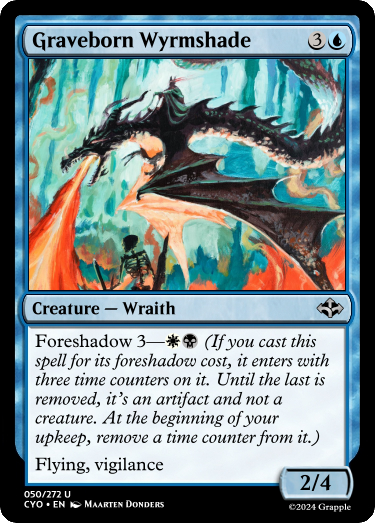 Graveborn Wyrmshade 3
Creature — Wraith
Foreshadow 3— (If you cast this
spell for its foreshadow cost, it enters with
three time counters on it. Until the last is
removed, it's an artifact and not a
creature. At the beginning of your
upkeep, remove a time counter from it.)
Flying, vigilance
2/4
050/272 U
CYO • EN Maarten Donders
©2024 Grapple